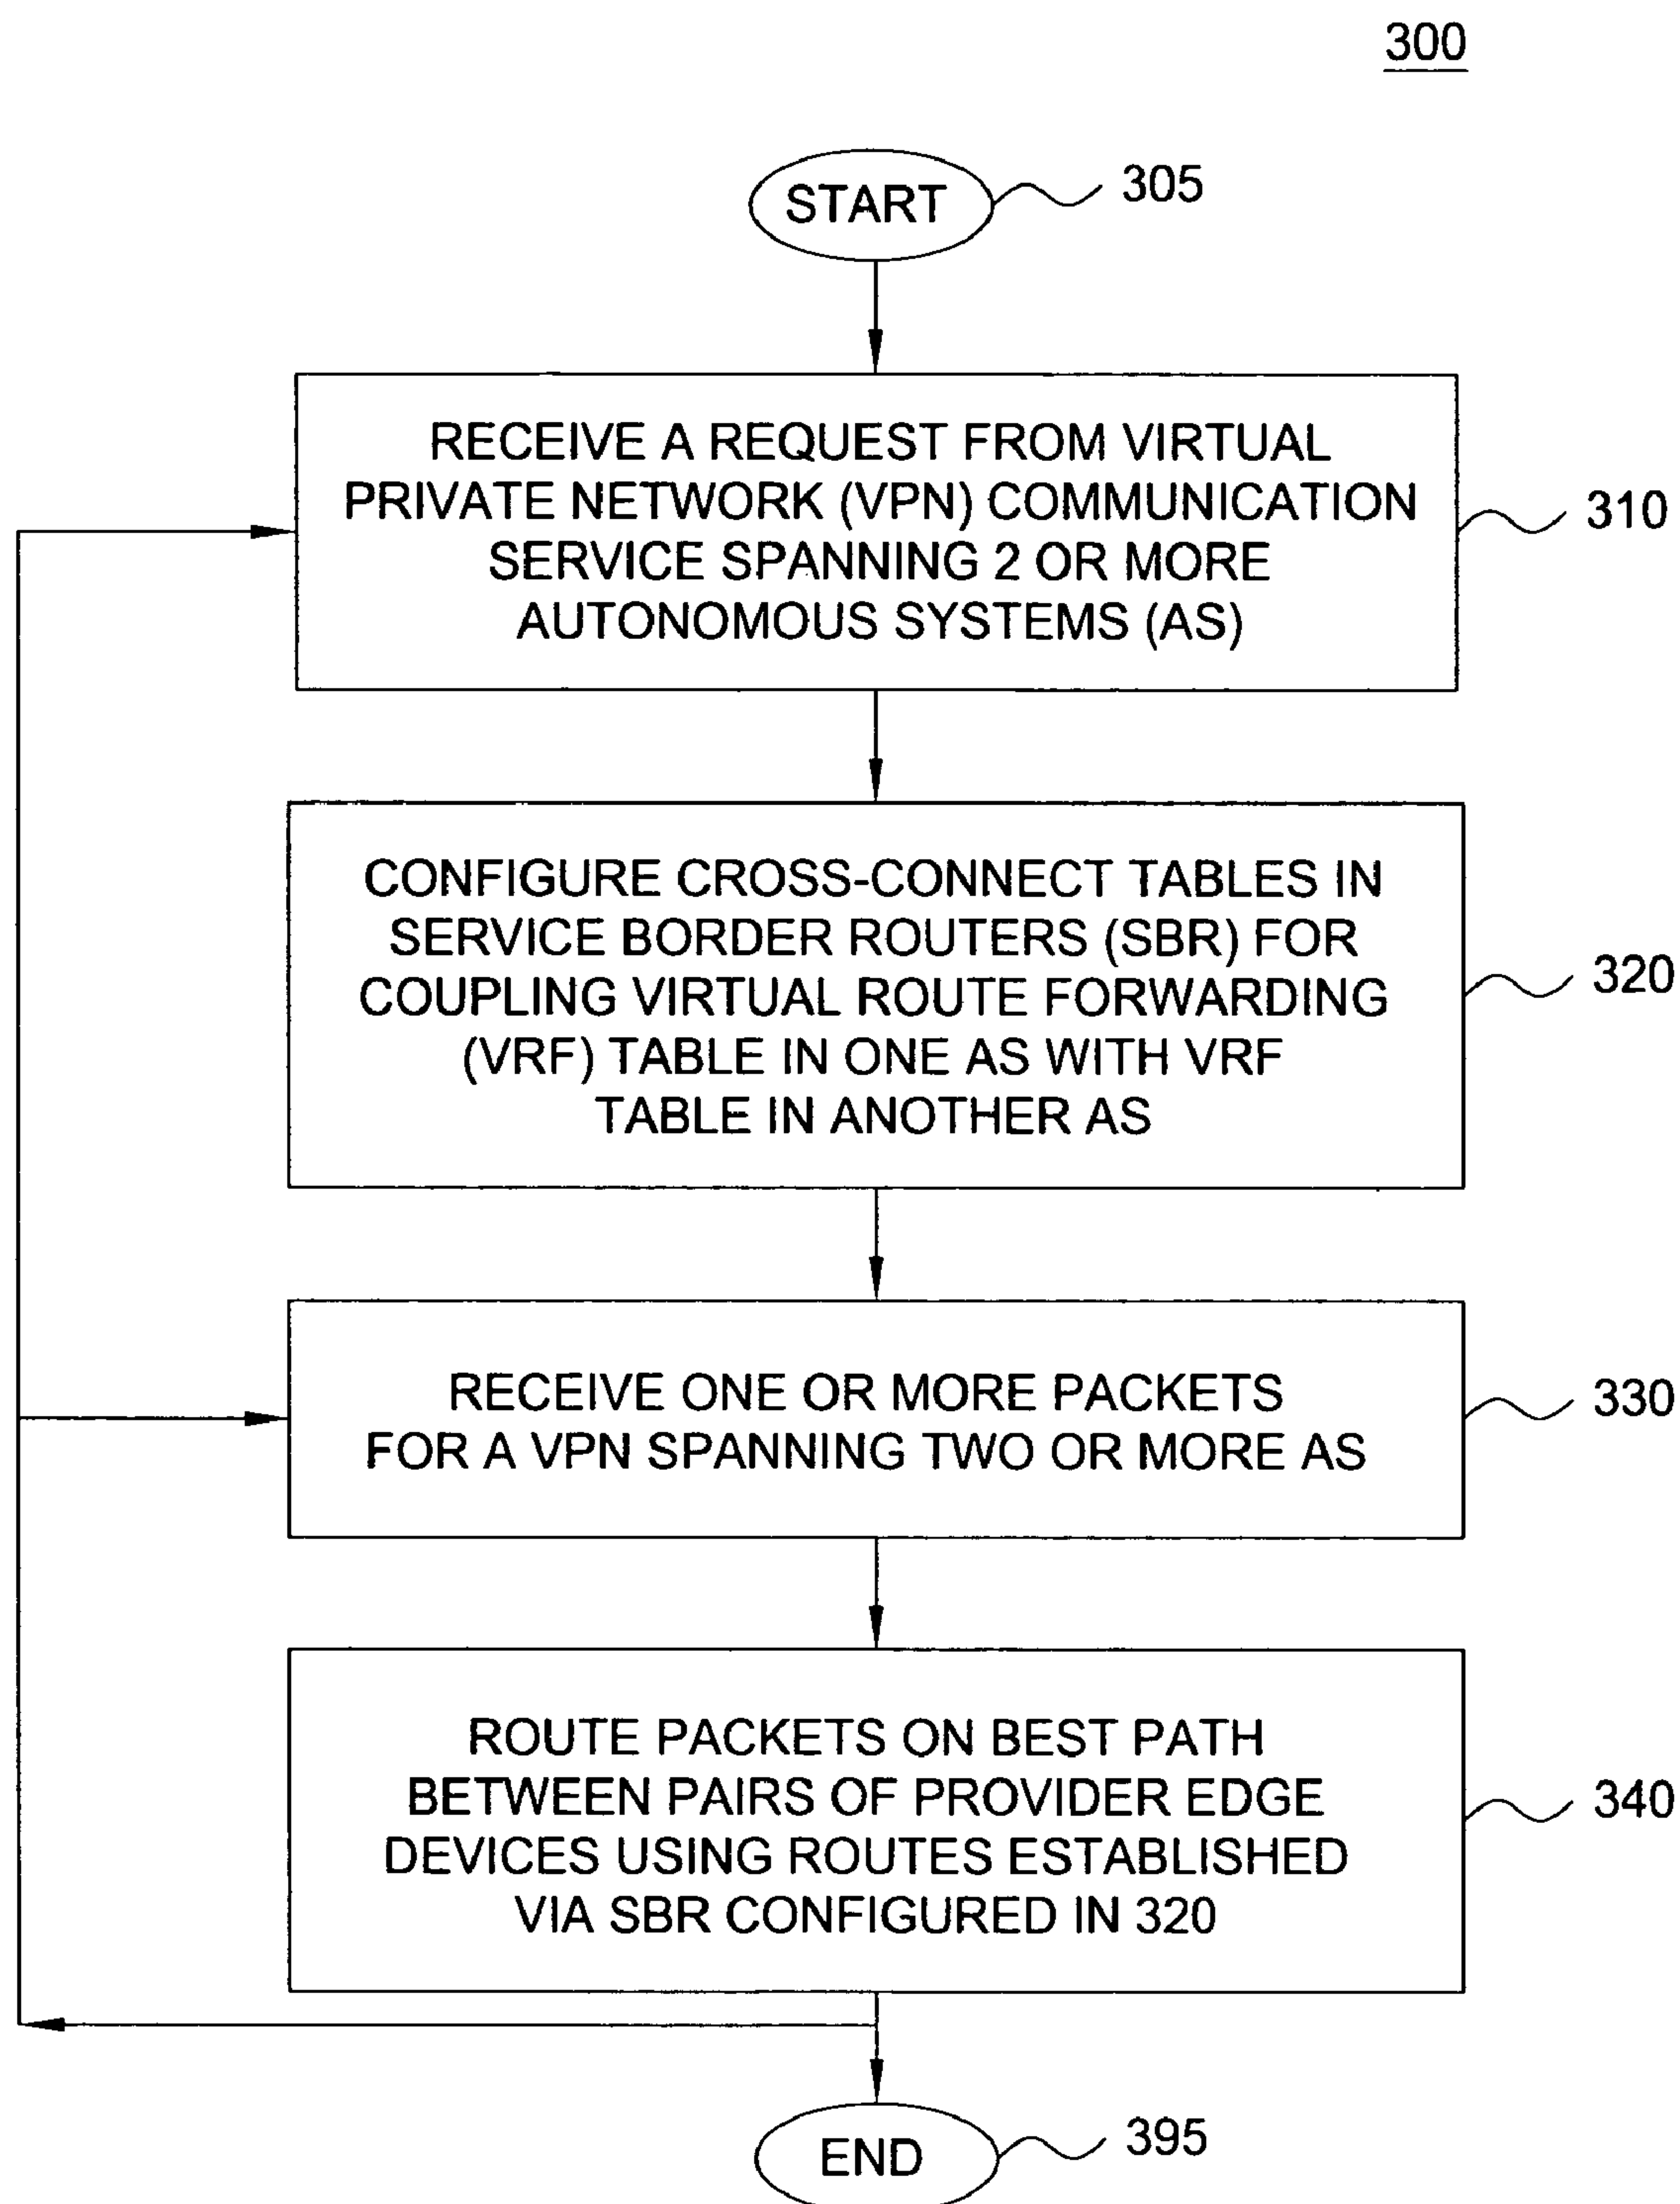 300
START
305
RECEIVE A REQUEST FROM VIRTUAL
PRIVATE NETWORK (VPN) COMMUNICATION
SERVICE SPANNING 2 OR MORE
AUTONOMOUS SYSTEMS (AS)
310
CONFIGURE CROSS-CONNECT TABLES IN
SERVICE BORDER ROUTERS (SBR) FOR
COUPLING VIRTUAL ROUTE FORWARDING
(VRF) TABLE IN ONE AS WITH VRF
TABLE IN ANOTHER AS
320
RECEIVE ONE OR MORE PACKETS
FOR A VPN SPANNING TWO OR MORE AS
330
ROUTE PACKETS ON BEST PATH
BETWEEN PAIRS OF PROVIDER EDGE
DEVICES USING ROUTES ESTABLISHED
VIA SBR CONFIGURED IN 320
340
END
395